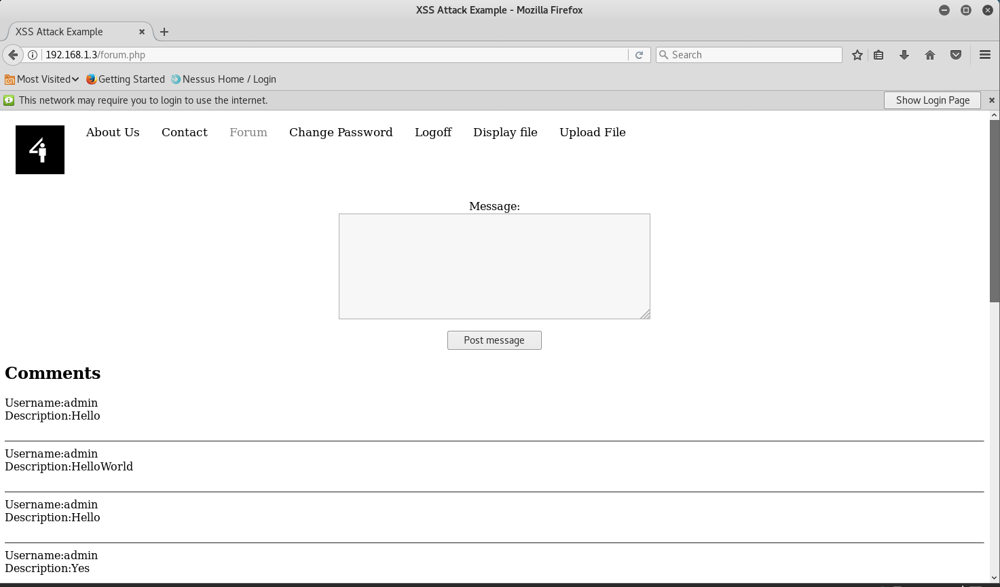 XSS Attack Example - Mozilla Firefox
XSS Attack Example
192.168.1.3/forum.php
Search
Most Visited Getting Started Nessus Home / Login
This network may require you to login to use the internet. Show Login Page
About Us Contact Forum Change Password Logoff Display file Upload File
Message:
Post message
Comments
Username:admin
Description:Hello
Username:admin
Description:HelloWorld
Username:admin
Description:Hello
Username:admin
Description:Yes